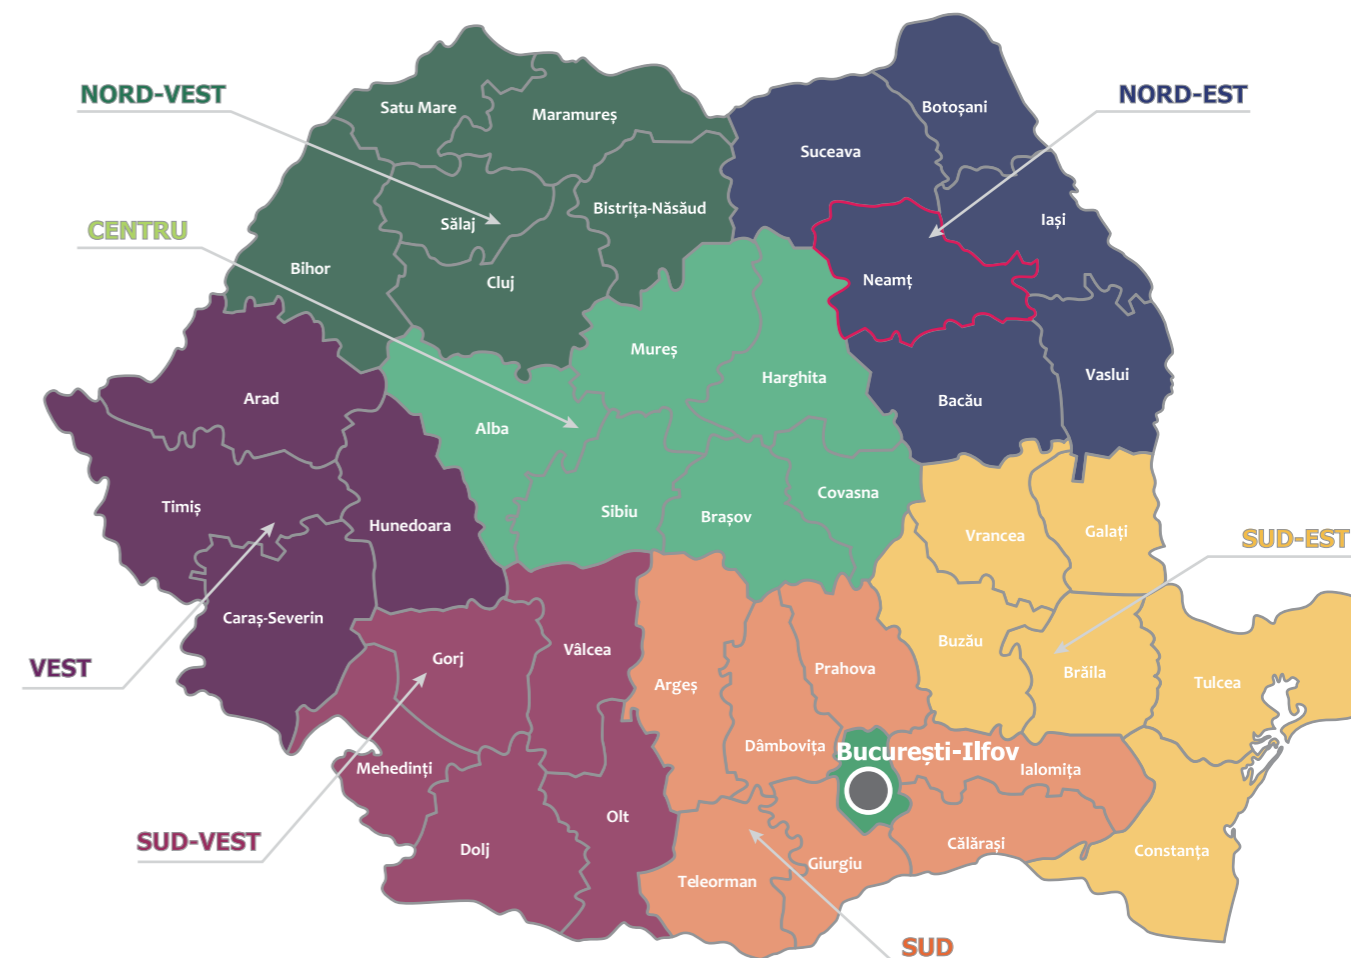 NORD-VEST
NORD-EST
Satu Mare
Maramureș
Botoșani
Suceava
Sălaj
Bistrița-Năsăud
Iași
CENTRU
Bihor
Cluj
Neamț
Mureș
Harghita
Vaslui
Arad
Bacău
Alba
Timiș
Hunedoara
Sibiu
Brașov
Covasna
Vrancea
Galați
SUD-EST
Caraș-Severin
VEST
Gorj
Vâlcea
Argeș
Prahova
Buzău
Brăila
Tulcea
Dâmbovița
București-Ilfov
Mehedinți
Ialomița
Olt
SUD-VEST
Dolj
Călărași
Constanța
Giurgiu
Teleorman
SUD